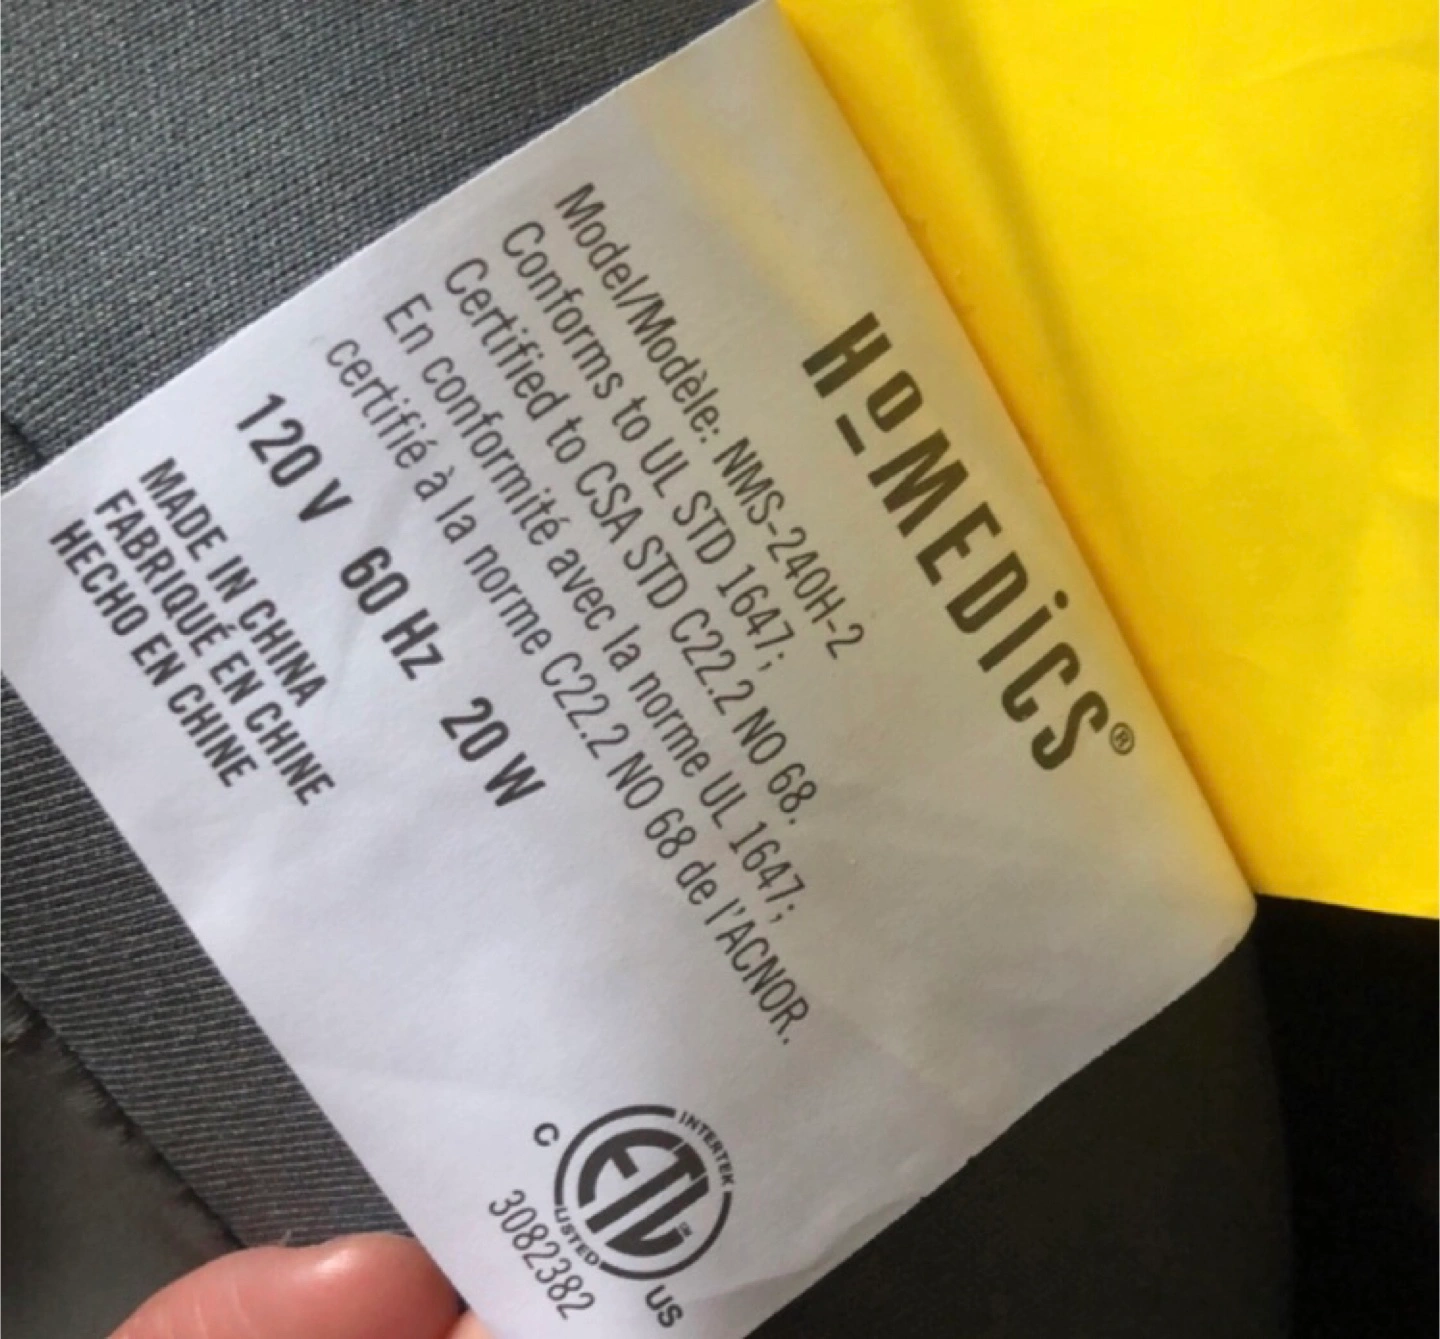 HoMEDiCS®
Model/Modèle: NMS-240H-2
Conforms to UL STD 1647;
Certified to CSA STD C22.2 NO 68.
En conformité avec la norme UL 1647;
certifié à la norme C22.2 NO 68 de l'ACNOR.
120 V 60 Hz 20 W
MADE IN CHINA
FABRIQUÉ EN CHINE
HECHO EN CHINE
INTERTEK
C ETL US
CM
LISTED
3082382